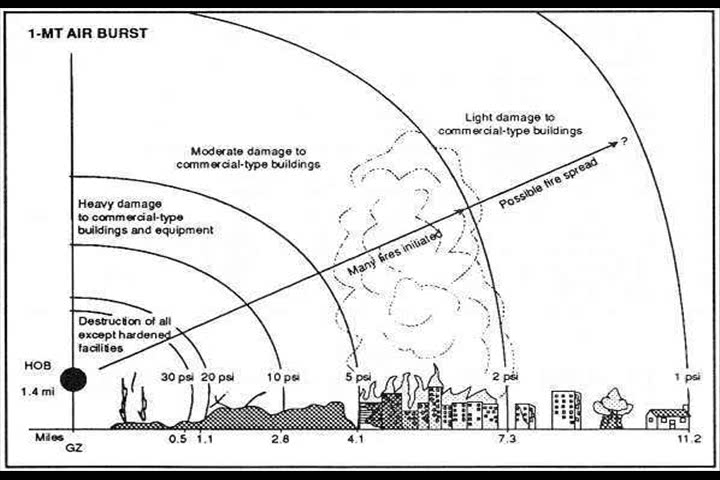 1-MT AIR BURST
Light damage to
commercial-type buildings
?
Moderate damage to
commercial-type buildings
Possible fire spread
Heavy damage
to commercial-type
buildings and equipment
Many fires initiated
Destruction of all
except hardened
facilities
HOB
1.4 mi
30 psi 20 psi 10 psi 5 psi 2 psi 1 psi
Miles 0.5 1.1 2.8 4.1 7.3 11.2
GZ